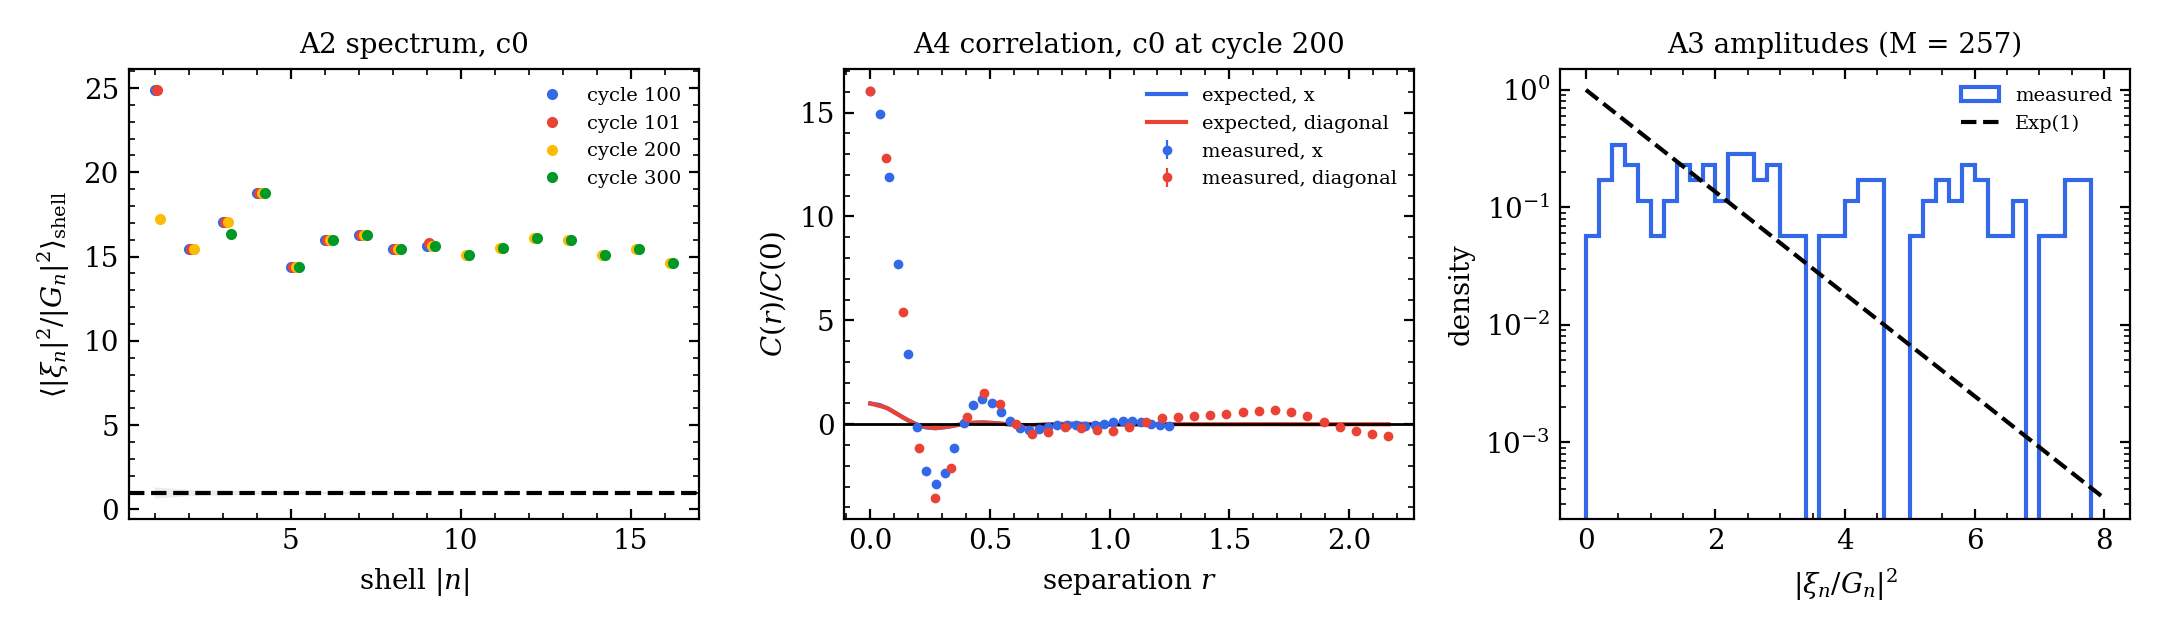 A2 spectrum, c0
25
20
15
10
5
0
5
10
15
⟨|ξₙ|²/|Gₙ|²⟩shell
shell |n|
cycle 100
cycle 101
cycle 200
cycle 300
A4 correlation, c0 at cycle 200
15
10
5
0
0.0
0.5
1.0
1.5
2.0
C(r)/C(0)
separation r
expected, x
expected, diagonal
measured, x
measured, diagonal
A3 amplitudes (M = 257)
10⁰
10⁻¹
10⁻²
10⁻³
0
2
4
6
8
density
|ξₙ/Gₙ|²
measured
Exp(1)